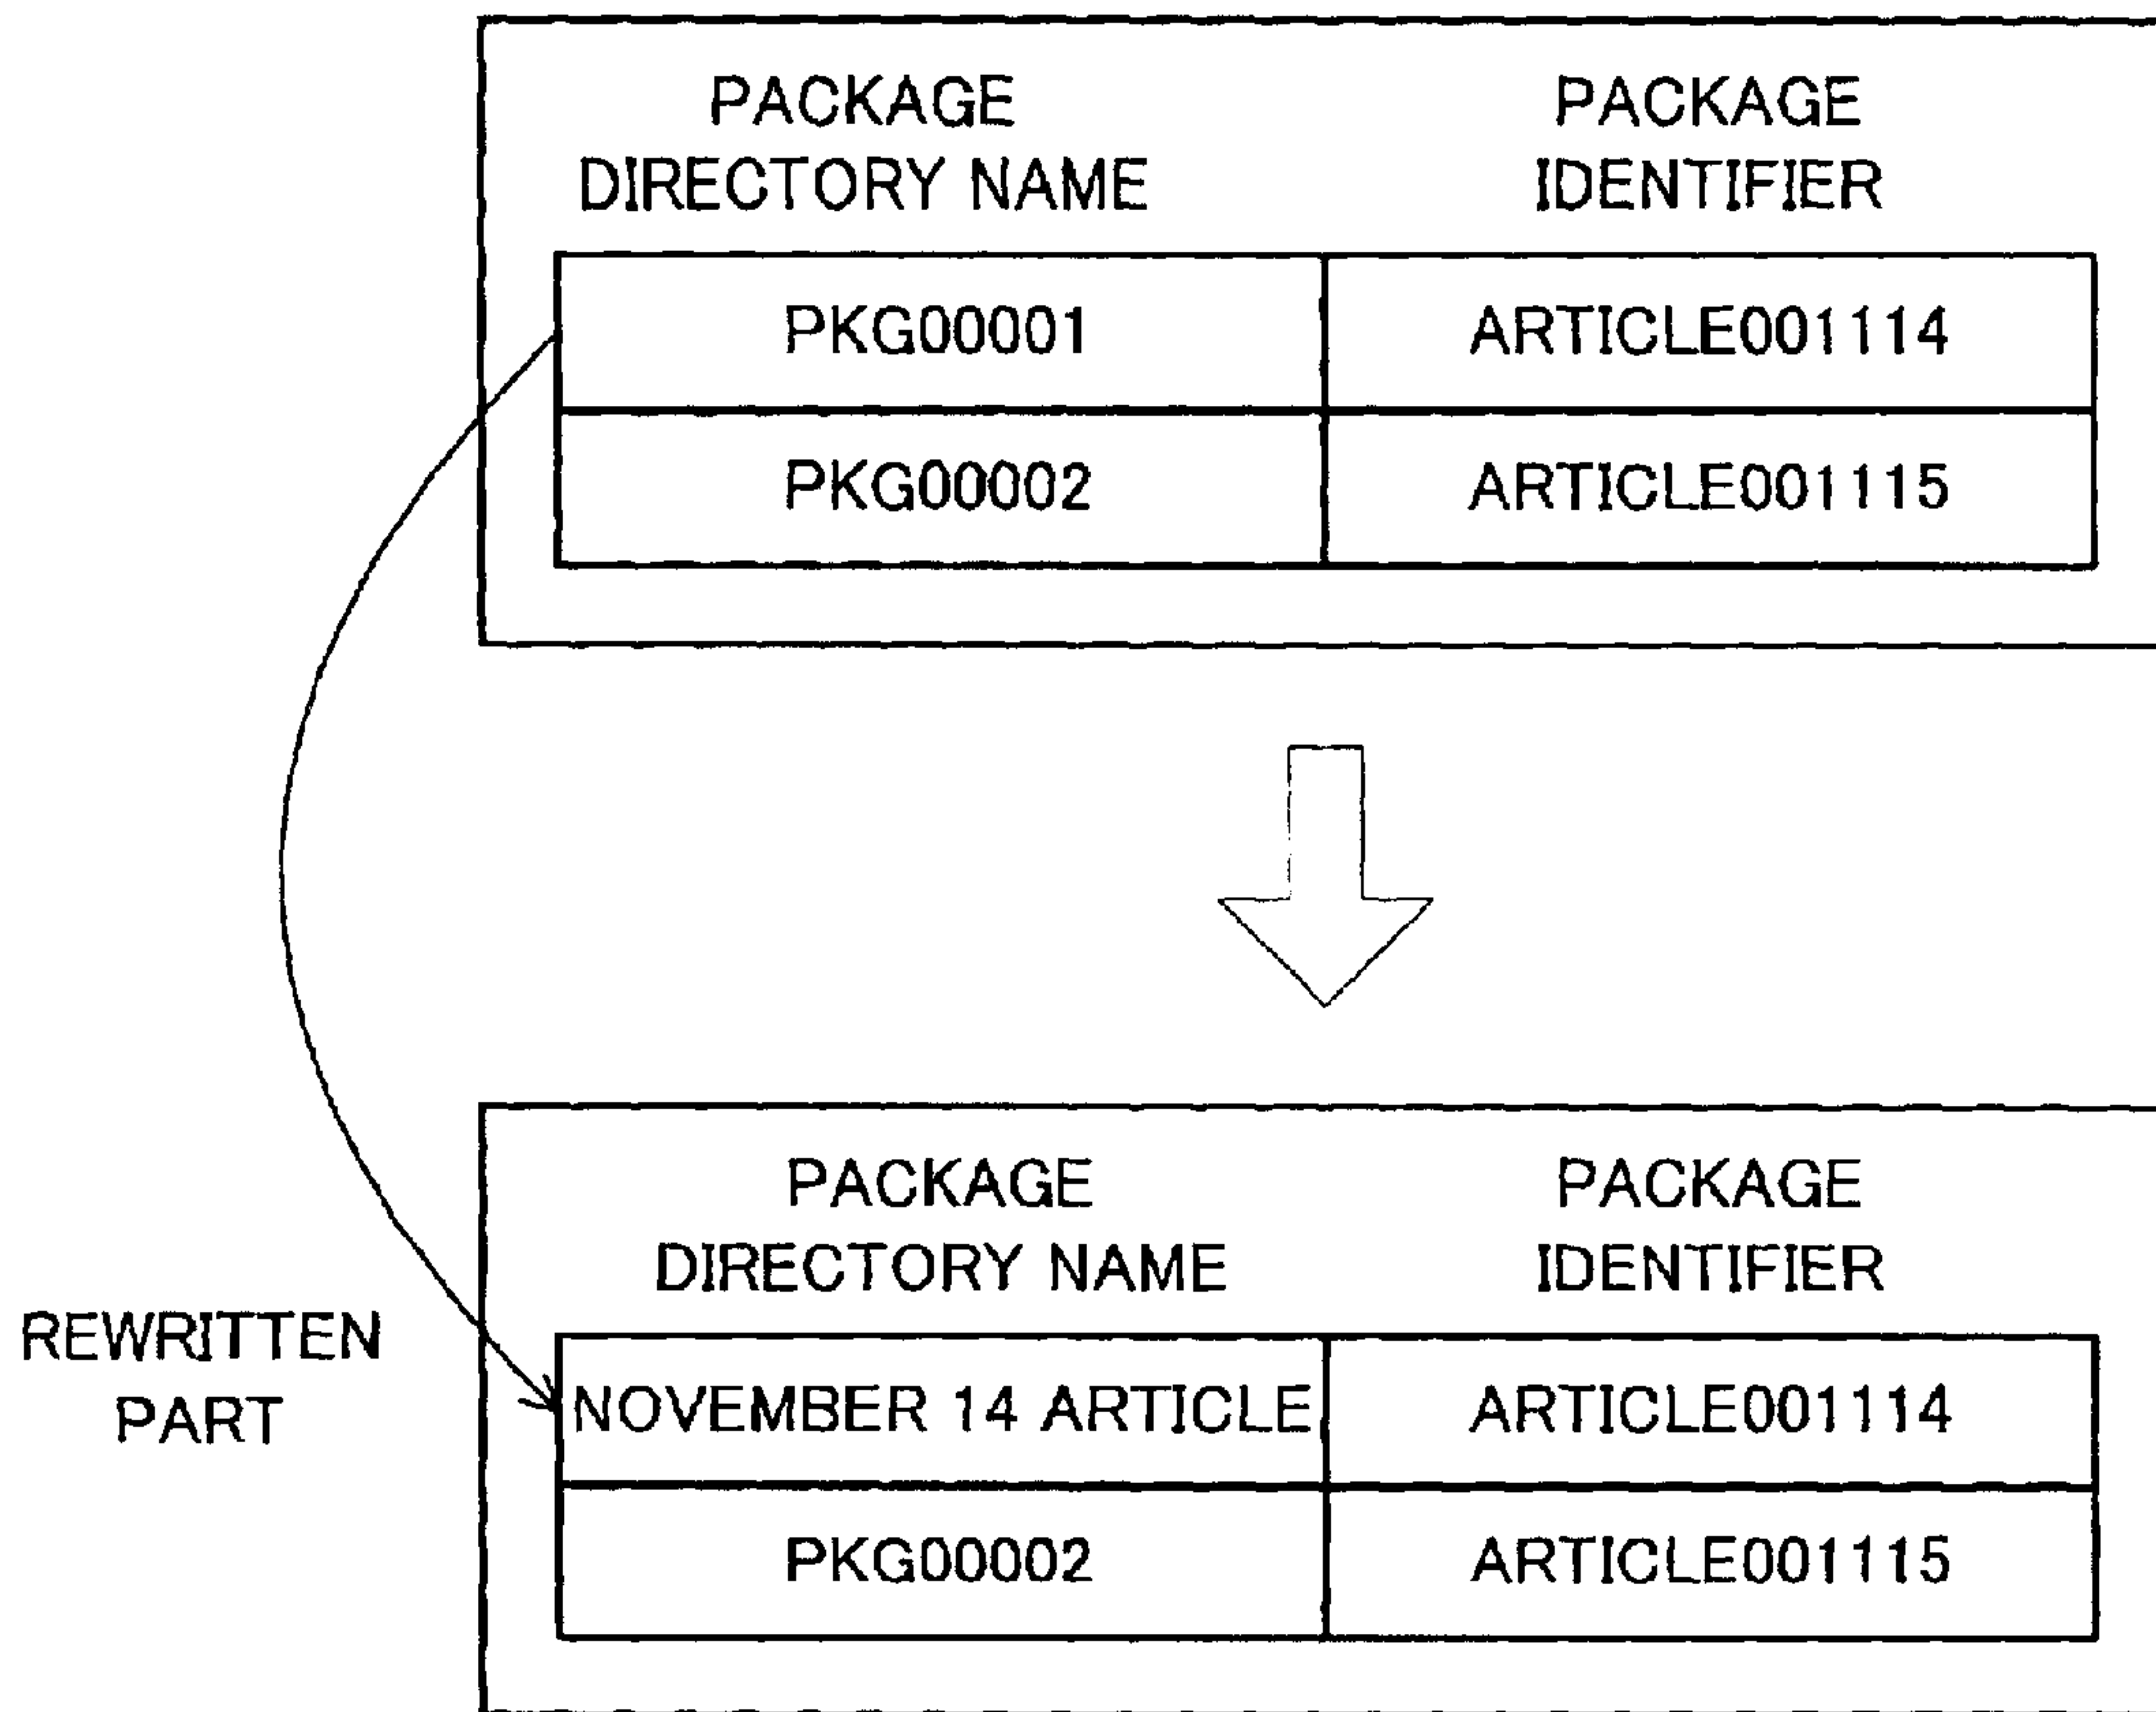 PACKAGE PACKAGE
DIRECTORY NAME IDENTIFIER
PKG00001 ARTICLE001114
PKG00002 ARTICLE001115
PACKAGE PACKAGE
DIRECTORY NAME IDENTIFIER
REWRITTEN
PART
NOVEMBER 14 ARTICLE ARTICLE001114
PKG00002 ARTICLE001115